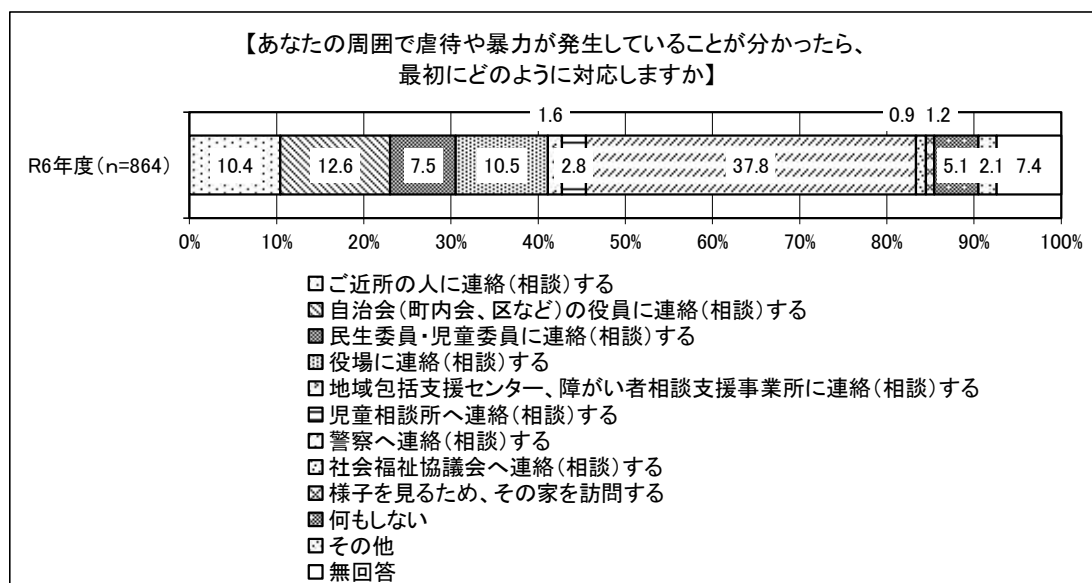 【あなたの周囲で虐待や暴力が発生していることが分かったら、
最初にどのように対応しますか】
1.6 0.9 1.2
R6年度(n=864) 10.4 12.6 7.5 10.5 2.8 37.8 5.1 2.1 7.4
0% 10% 20% 30% 40% 50% 60% 70% 80% 90% 100%
ご近所の人に連絡(相談)する
自治会(町内会、区など)の役員に連絡(相談)する
民生委員・児童委員に連絡(相談)する
役場に連絡(相談)する
地域包括支援センター、障がい者相談支援事業所に連絡(相談)する
児童相談所へ連絡(相談)する
警察へ連絡(相談)する
社会福祉協議会へ連絡(相談)する
様子を見るため、その家を訪問する
何もしない
その他
無回答